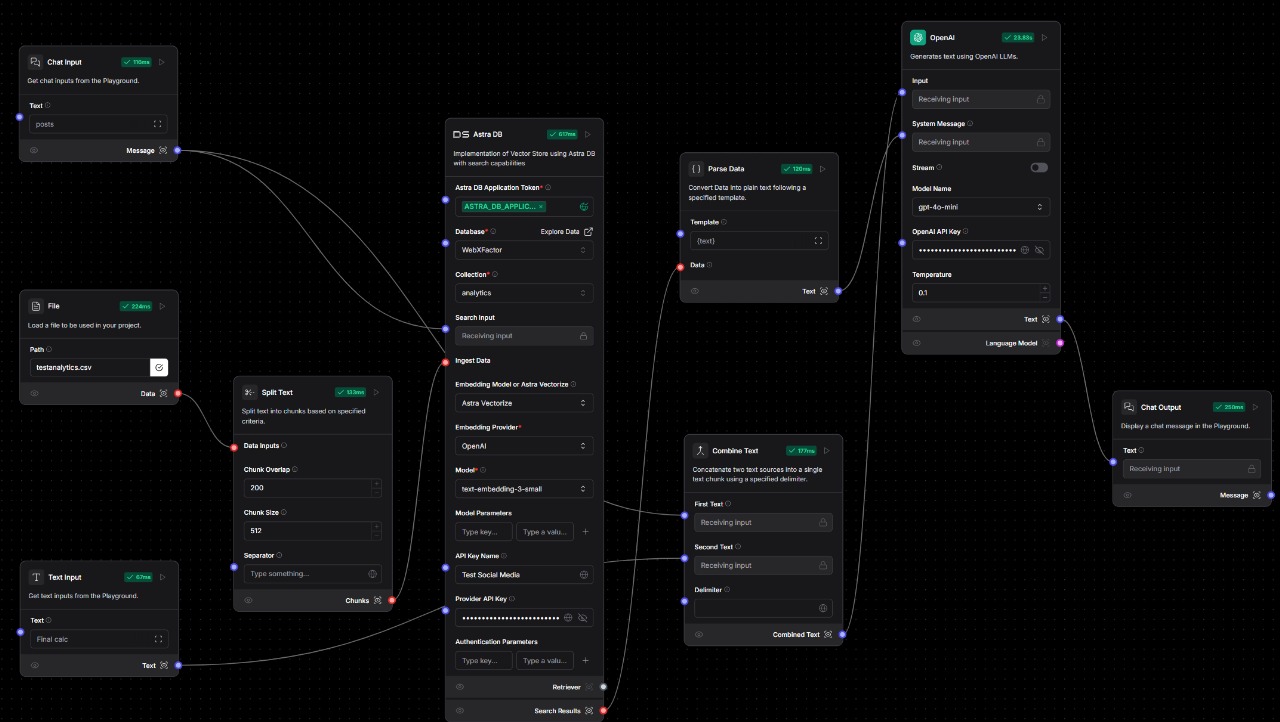 Chat Input
116ms
Get chat inputs from the Playground.
Text
posts
Message
File
224ms
Load a file to be used in your project.
Path
testanalytics.csv
Data
Text Input
67ms
Get text inputs from the Playground.
Text
Final calc
Text
Split Text
133ms
Split text into chunks based on specified
criteria.
Data Inputs
Chunk Overlap
200
Chunk Size
512
Separator
Type something...
Chunks
DS Astra DB
617ms
Implementation of Vector Store using Astra DB
with search capabilities
Astra DB Application Token*
ASTRA_DB_APPLIC... ×
Database*
Explore Data
WebXFactor
Collection*
analytics
Search Input
Receiving input
Ingest Data
Embedding Model or Astra Vectorize
Astra Vectorize
Embedding Provider*
OpenAI
Model*
text-embedding-3-small
Model Parameters
Type key... Type a valu... +
API Key Name
Test Social Media
Provider API Key
••••••••••••••••••••••••
Authentication Parameters
Type key... Type a valu... +
Retriever
Search Results
{ } Parse Data
126ms
Convert Data into plain text following a
specified template.
Template
{text}
Data
Text
Combine Text
177ms
Concatenate two text sources into a single
text chunk using a specified delimiter.
First Text
Receiving input
Second Text
Receiving input
Delimiter
Combined Text
OpenAI
23.83s
Generates text using OpenAI LLMs.
Input
Receiving input
System Message
Receiving input
Stream
Model Name
gpt-4o-mini
OpenAI API Key
••••••••••••••••••••••••
Temperature
0.1
Text
Language Model
Chat Output
250ms
Display a chat message in the Playground.
Text
Receiving input
Message